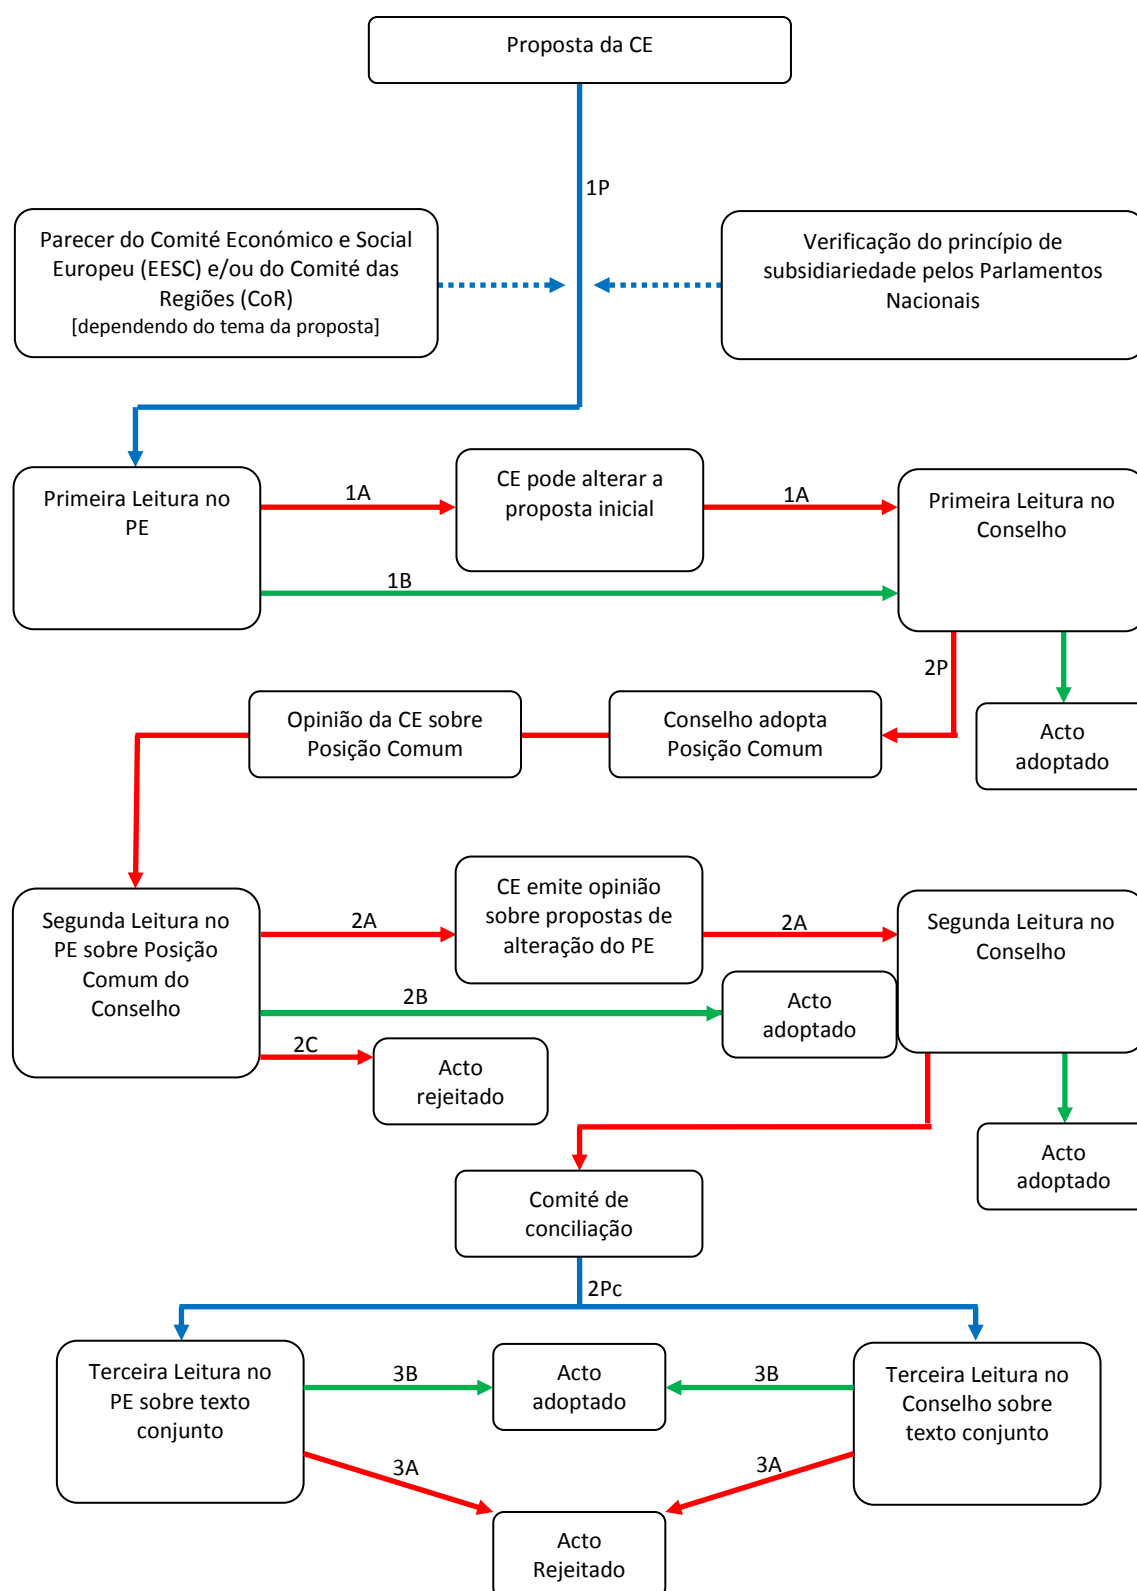 Proposta da CE
1P
Parecer do Comité Económico e Social
Europeu (EESC) e/ou do Comité das
Regiões (CoR)
[dependendo do tema da proposta]
Verificação do princípio de
subsidiariedade pelos Parlamentos
Nacionais
Primeira Leitura no
PE
1A
CE pode alterar a
proposta inicial
1A
Primeira Leitura no
Conselho
1B
2P
Opinião da CE sobre
Posição Comum
Conselho adopta
Posição Comum
Acto
adoptado
Segunda Leitura no
PE sobre Posição
Comum do
Conselho
2A
CE emite opinião
sobre propostas de
alteração do PE
2A
Segunda Leitura no
Conselho
2B
Acto
adoptado
2C
Acto
rejeitado
Acto
adoptado
Comité de
conciliação
2Pc
Terceira Leitura no
PE sobre texto
conjunto
3B
Acto
adoptado
3B
Terceira Leitura no
Conselho sobre
texto conjunto
3A
3A
Acto
Rejeitado